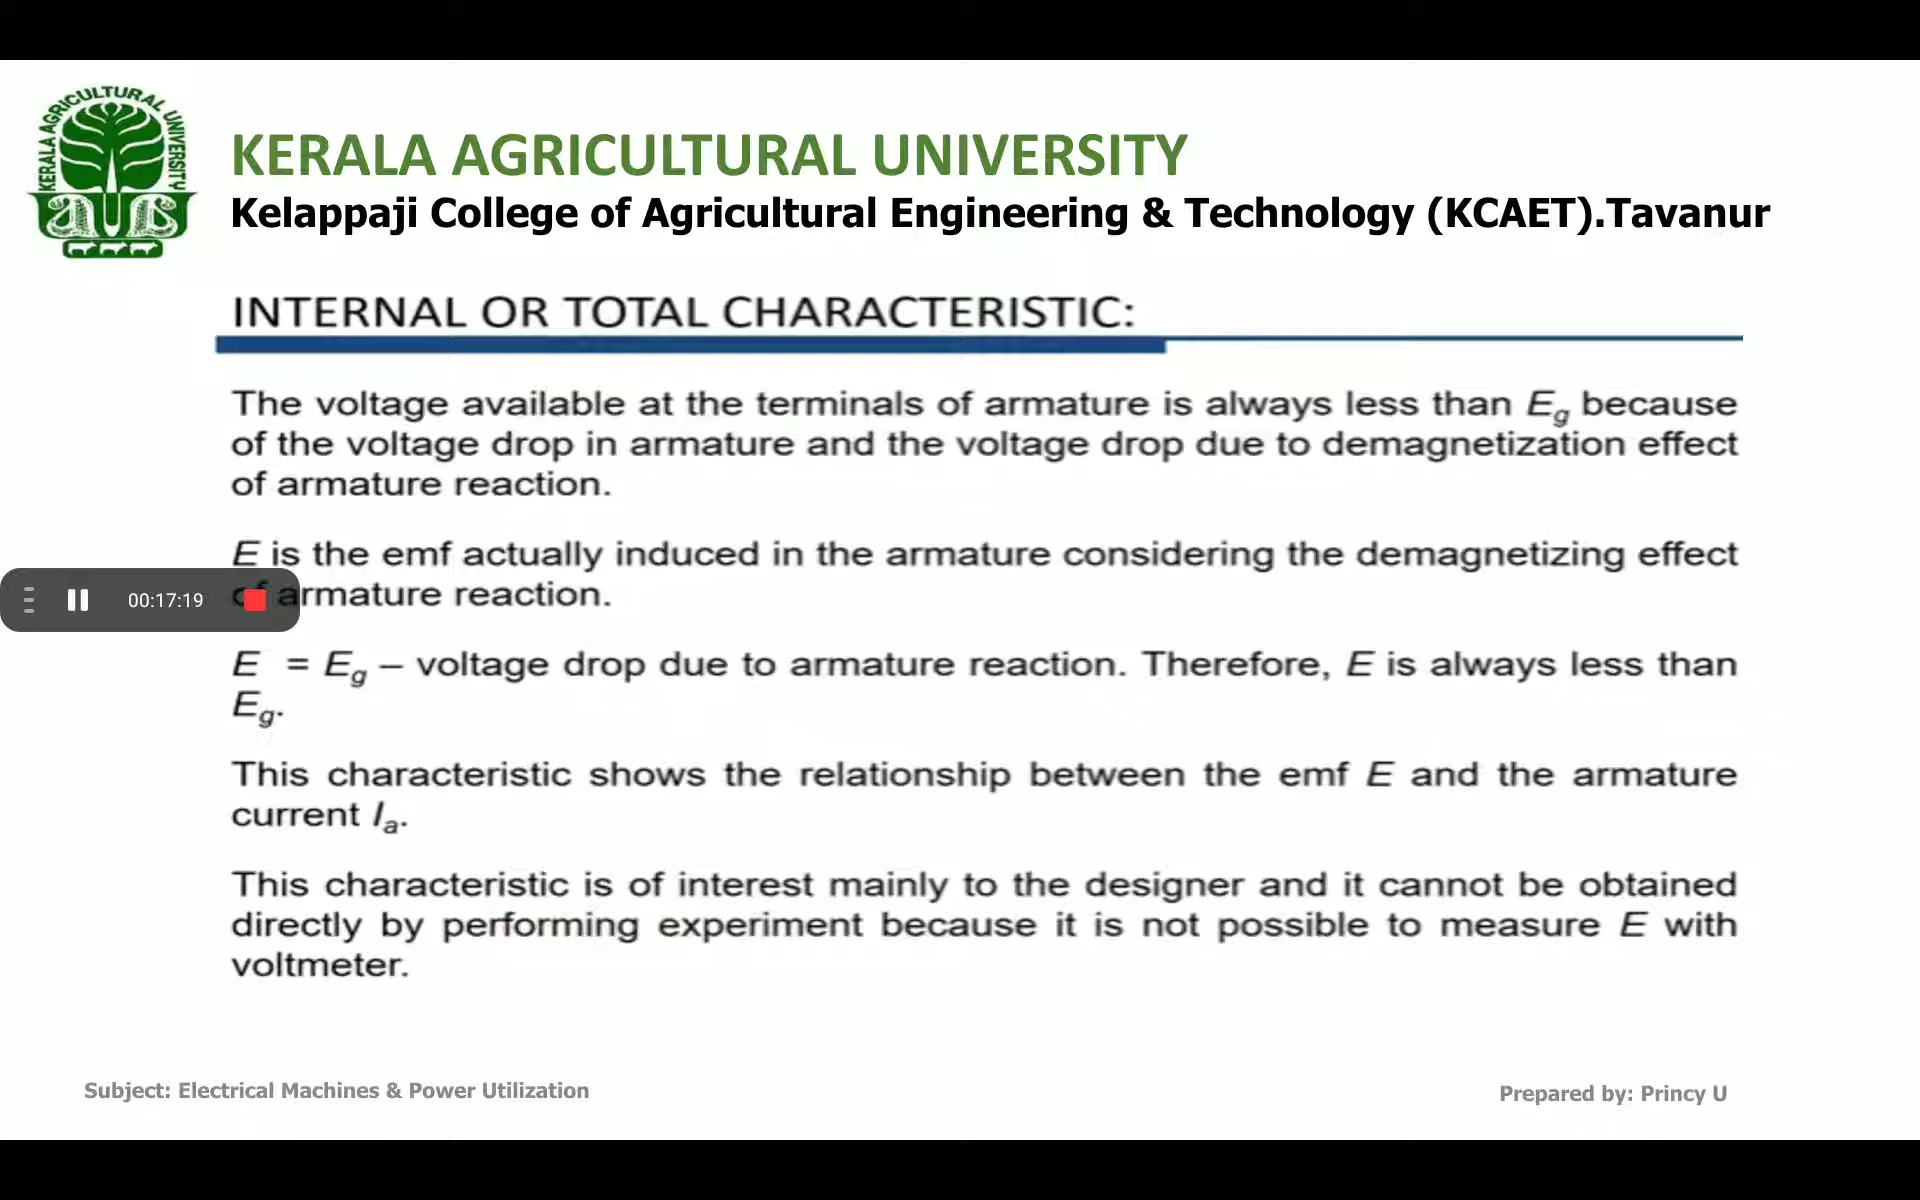 KERALA AGRICULTURAL UNIVERSITY
KERALA AGRICULTURAL UNIVERSITY
Kelappaji College of Agricultural Engineering & Technology (KCAET).Tavanur
INTERNAL OR TOTAL CHARACTERISTIC:
The voltage available at the terminals of armature is always less than Eg because
of the voltage drop in armature and the voltage drop due to demagnetization effect
of armature reaction.
E is the emf actually induced in the armature considering the demagnetizing effect
of armature reaction.
00:17:19
E = Eg – voltage drop due to armature reaction. Therefore, E is always less than
Eg.
This characteristic shows the relationship between the emf E and the armature
current Ia.
This characteristic is of interest mainly to the designer and it cannot be obtained
directly by performing experiment because it is not possible to measure E with
voltmeter.
Subject: Electrical Machines & Power Utilization
Prepared by: Princy U